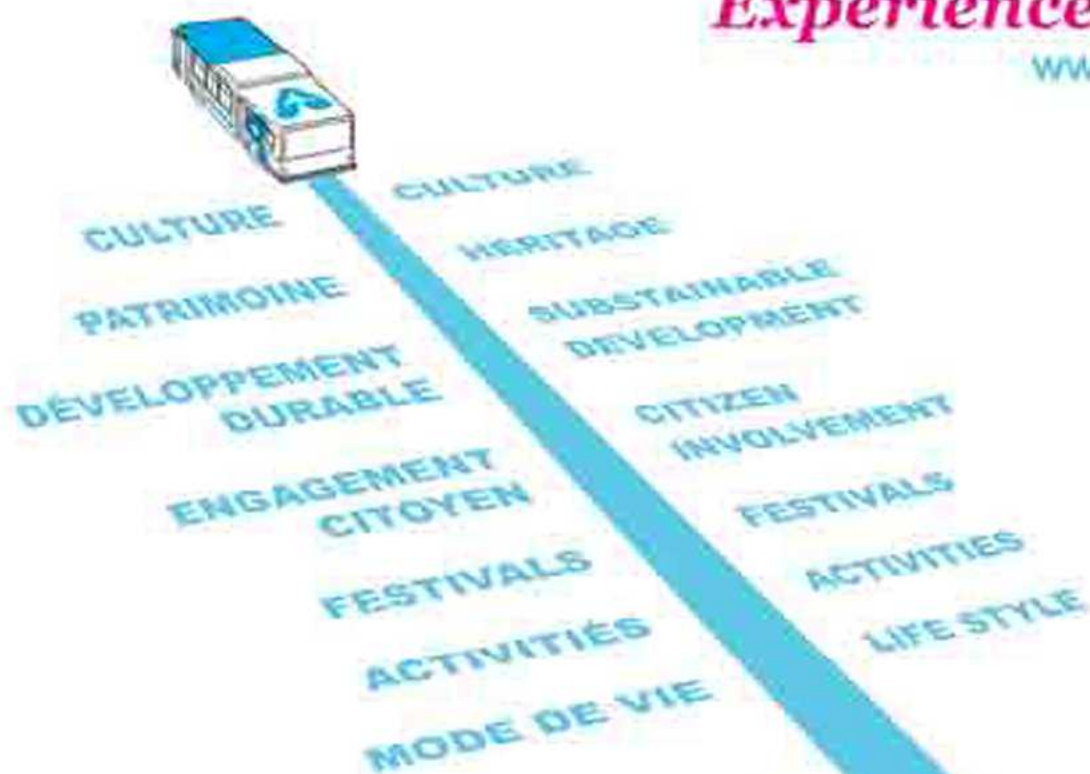 Experience
CULTURE
PATRIMOINE
DÉVELOPPEMENT
DURABLE
ENGAGEMENT
CITOYEN
FESTIVALS
ACTIVITIÉS
MODE DE VIE
CULTURE
HÉRITAGE
SUBSTAINABLE
DEVELOPMENT
CITIZEN
INVOLVEMENT
FESTIVALS
ACTIVITIES
LIFE STYLE